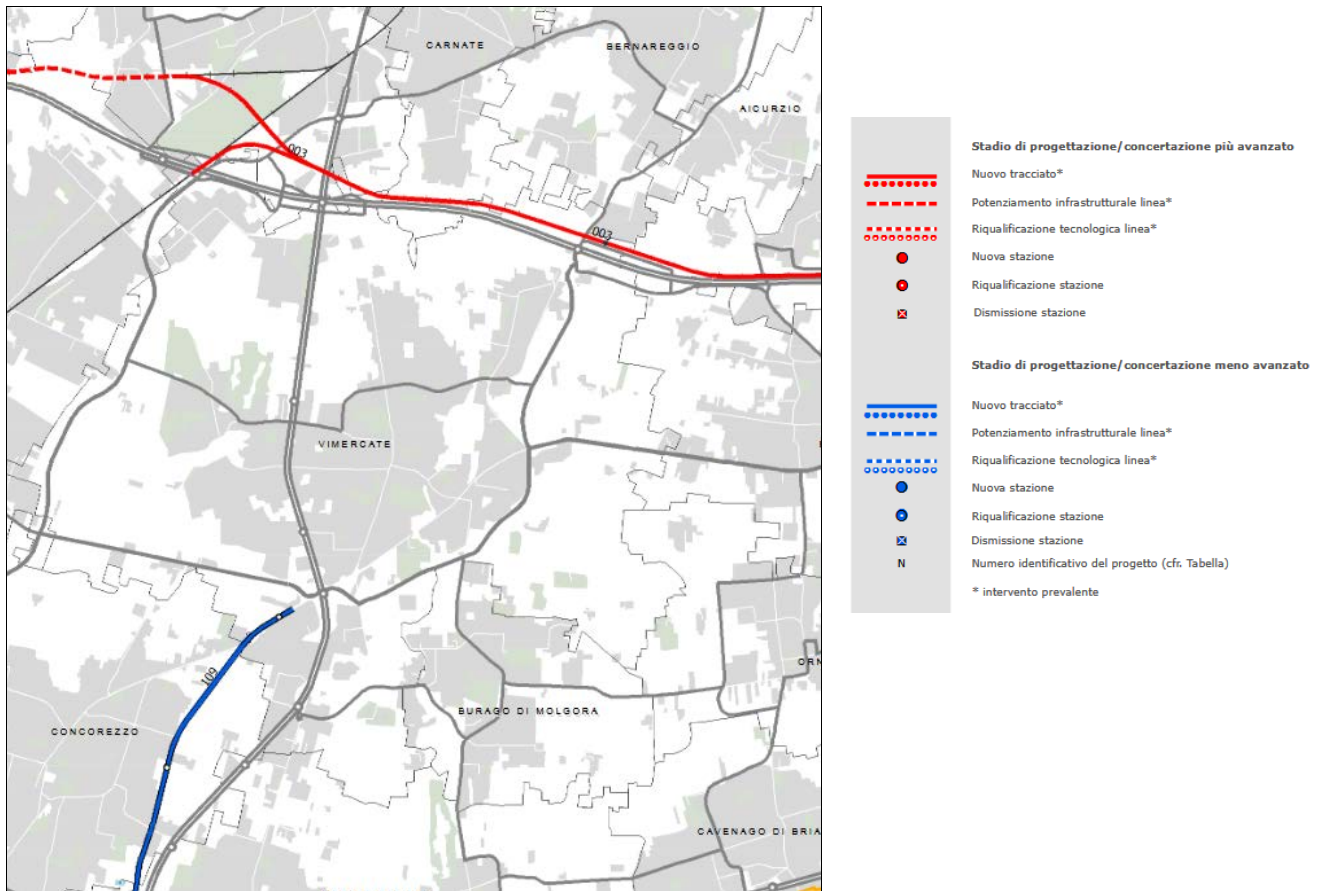 CARNATE
BERNAREGGIO
AICURZIO
003
003
VIMERCATE
109
ORN
BURAGO DI MOLGORA
CONCOREZZO
CAVENAGO DI BRIA
Stadio di progettazione/concertazione più avanzato
Nuovo tracciato*
Potenziamento infrastrutturale linea*
Riqualificazione tecnologica linea*
Nuova stazione
Riqualificazione stazione
Dismissione stazione
Stadio di progettazione/concertazione meno avanzato
Nuovo tracciato*
Potenziamento infrastrutturale linea*
Riqualificazione tecnologica linea*
Nuova stazione
Riqualificazione stazione
Dismissione stazione
N Numero identificativo del progetto (cfr. Tabella)
* intervento prevalente